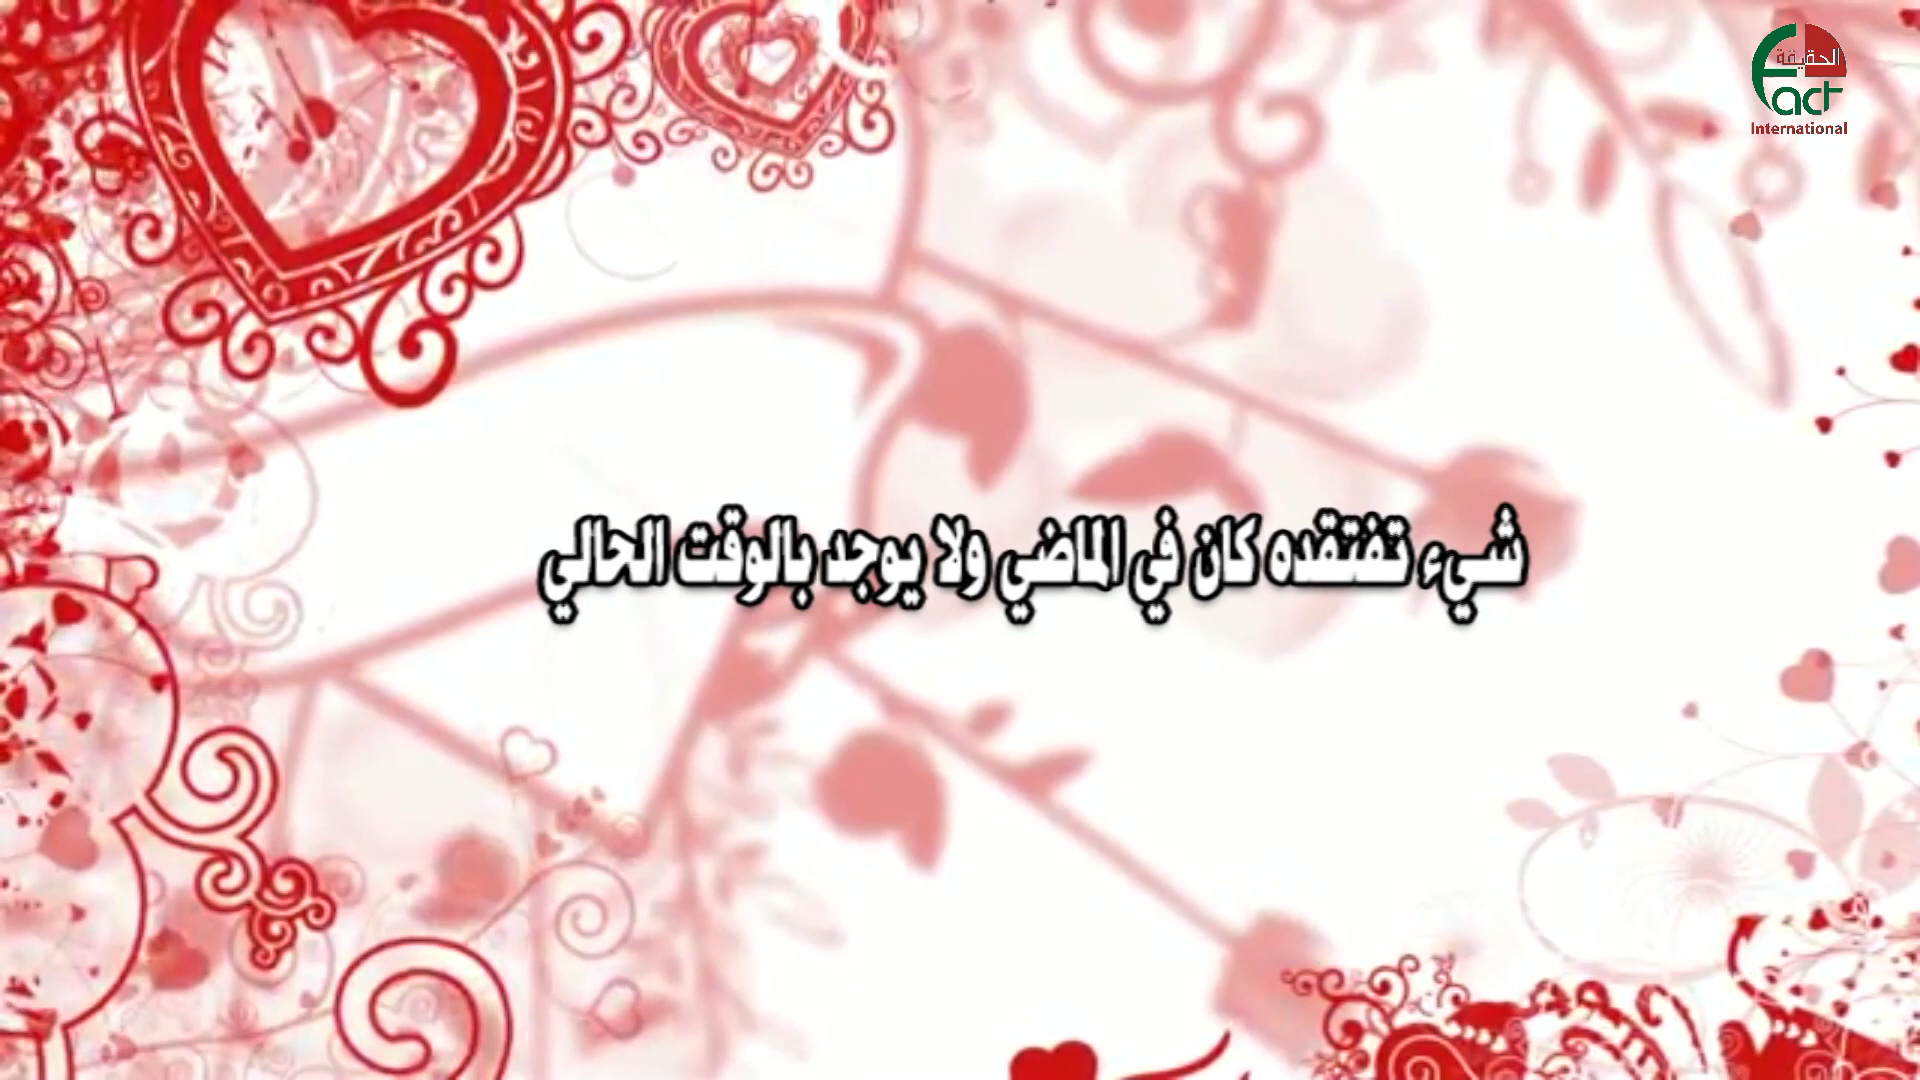 الحقيقة
Fact
International
شيء تفتقده كان في الماضي ولا يوجد بالوقت الحالي